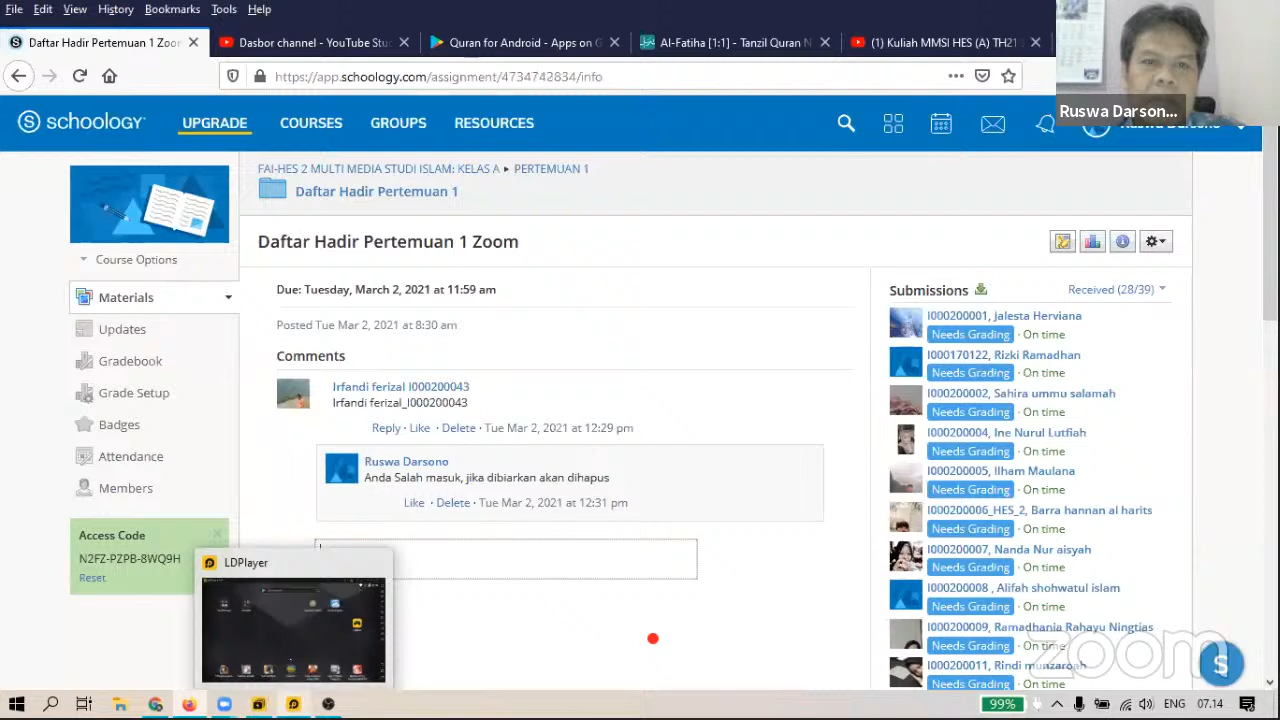 File Edit View History Bookmarks Tools Help
Daftar Hadir Pertemuan 1 Zoom
Dasbor channel - YouTube Stu
Quran for Android - Apps on G
Al-Fatiha [1:1] - Tanzil Quran N
(1) Kuliah MMSI HES (A) TH21
https://app.schoology.com/assignment/4734742834/info
Ruswa Darson...
S schoology
UPGRADE COURSES GROUPS RESOURCES
Ruswa Darsono
FAI-HES 2 MULTI MEDIA STUDI ISLAM: KELAS A ▸ PERTEMUAN 1
Daftar Hadir Pertemuan 1
Course Options
Materials
Updates
Gradebook
Grade Setup
Badges
Attendance
Members
Access Code
N2FZ-PZPB-8WQ9H
Reset
Daftar Hadir Pertemuan 1 Zoom
Due: Tuesday, March 2, 2021 at 11:59 am
Posted Tue Mar 2, 2021 at 8:30 am
Comments
Irfandi ferizal I000200043
Irfandi ferizal_I000200043
Reply · Like · Delete · Tue Mar 2, 2021 at 12:29 pm
Ruswa Darsono
Anda Salah masuk, jika dibiarkan akan dihapus
Like · Delete · Tue Mar 2, 2021 at 12:31 pm
Submissions
Received (28/39)
I000200001, Jalesta Herviana
Needs Grading · On time
I000170122, Rizki Ramadhan
Needs Grading · On time
I000200002, Sahira ummu salamah
Needs Grading · On time
I000200004, Ine Nurul Lutfiah
Needs Grading · On time
I000200005, Ilham Maulana
Needs Grading · On time
I000200006_HES_2, Barra hannan al harits
Needs Grading · On time
I000200007, Nanda Nur aisyah
Needs Grading · On time
I000200008 , Alifah shohwatul islam
Needs Grading · On time
I000200009, Ramadhania Rahayu Ningtias
Needs Grading · On time
I000200011, Rindi munzaroah
Needs Grading · On time
LDPlayer
zoom
S
99%
ENG
07.14